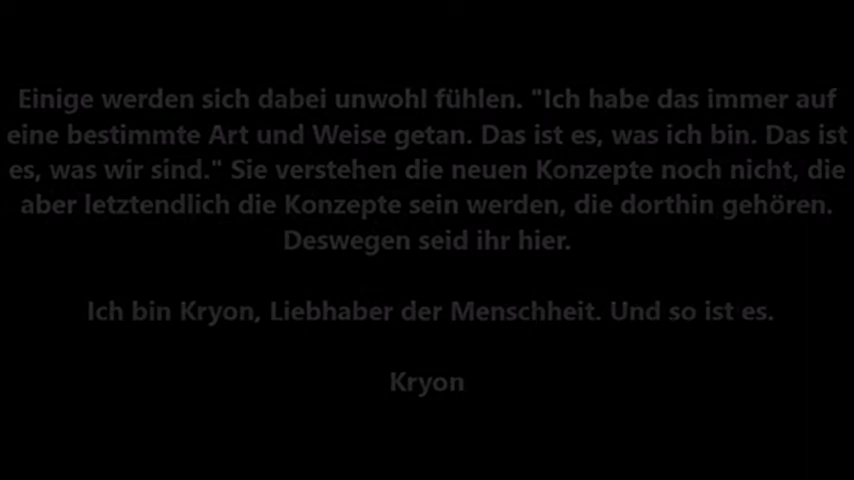 Einige werden sich dabei unwohl fühlen. "Ich habe das immer auf
eine bestimmte Art und Weise getan. Das ist es, was ich bin. Das ist
es, was wir sind." Sie verstehen die neuen Konzepte noch nicht, die
aber letztendlich die Konzepte sein werden, die dorthin gehören.
Deswegen seid ihr hier.
Ich bin Kryon, Liebhaber der Menschheit. Und so ist es.
Kryon